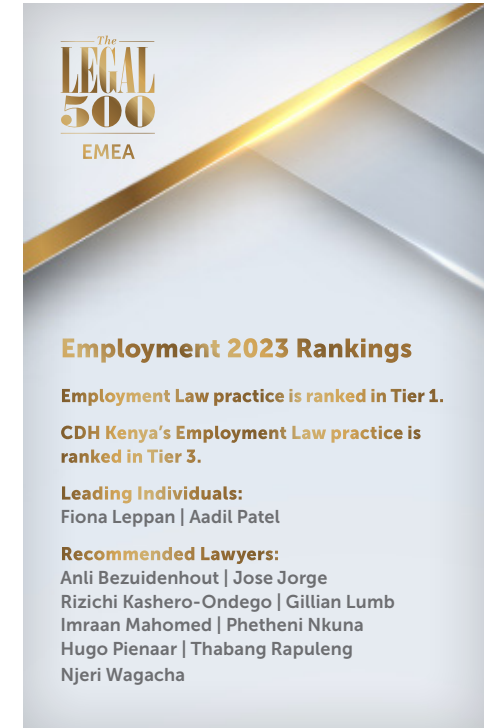 The
LEGAL
500
EMEA
Employment 2023 Rankings
Employment Law practice is ranked in Tier 1.
CDH Kenya’s Employment Law practice is
ranked in Tier 3.
Leading Individuals:
Fiona Leppan | Aadil Patel
Recommended Lawyers:
Anli Bezuidenhout | Jose Jorge
Rizichi Kashero-Ondego | Gillian Lumb
Imraan Mahomed | Phetheni Nkuna
Hugo Pienaar | Thabang Rapuleng
Njeri Wagacha